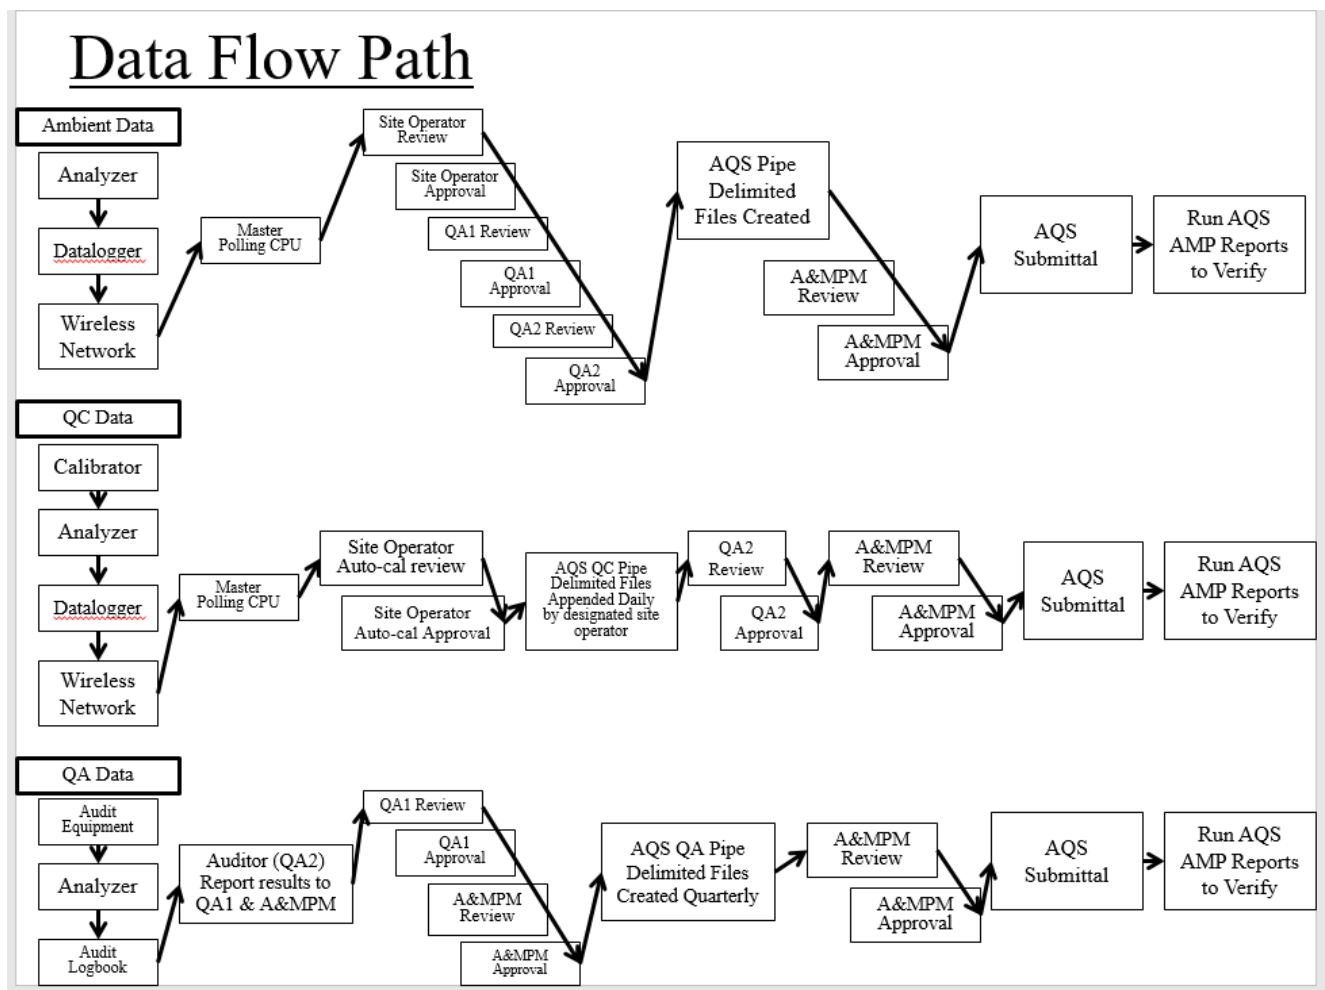 Data Flow Path
Ambient Data
Analyzer
Datalogger
Wireless
Network
Master
Polling CPU
Site Operator
Review
Site Operator
Approval
QA1 Review
QA1
Approval
QA2 Review
QA2
Approval
AQS Pipe
Delimited
Files Created
A&MPM
Review
A&MPM
Approval
AQS
Submittal
Run AQS
AMP Reports
to Verify
QC Data
Calibrator
Analyzer
Datalogger
Wireless
Network
Master
Polling CPU
Site Operator
Auto-cal review
Site Operator
Auto-cal Approval
AQS QC Pipe
Delimited Files
Appended Daily
by designated site
operator
QA2
Review
QA2
Approval
A&MPM
Review
A&MPM
Approval
AQS
Submittal
Run AQS
AMP Reports
to Verify
QA Data
Audit
Equipment
Analyzer
Audit
Logbook
Auditor (QA2)
Report results to
QA1 & A&MPM
QA1 Review
QA1
Approval
A&MPM
Review
A&MPM
Approval
AQS QA Pipe
Delimited Files
Created Quarterly
A&MPM
Review
A&MPM
Approval
AQS
Submittal
Run AQS
AMP Reports
to Verify